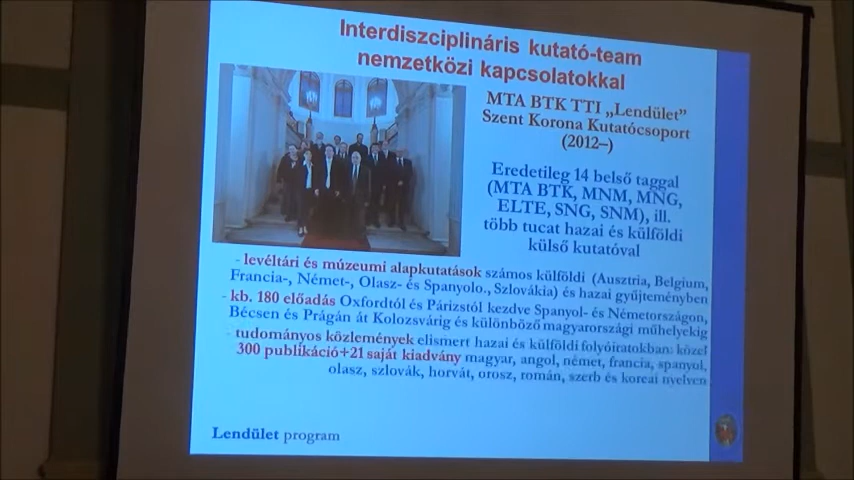 Interdiszciplináris kutató-team
nemzetközi kapcsolatokkal
MTA BTK TTI „Lendület”
Szent Korona Kutatócsoport
(2012–)
Eredetileg 14 belső taggal
(MTA BTK, MNM, MNG,
ELTE, SNG, SNM), ill.
több tucat hazai és külföldi
külső kutatóval
- levéltári és múzeumi alapkutatások számos külföldi (Ausztria, Belgium,
Francia-, Német-, Olasz- és Spanyolo., Szlovákia) és hazai gyűjteményben
- kb. 180 előadás Oxfordtól és Párizstól kezdve Spanyol- és Németországon,
Bécsen és Prágán át Kolozsvárig és különböző magyarországi műhelyekig
- tudományos közlemények elismert hazai és külföldi folyóiratokban: közel
300 publikáció+21 saját kiadvány magyar, angol, német, francia, spanyol,
olasz, szlovák, horvát, orosz, román, szerb és koreai nyelven
Lendület program